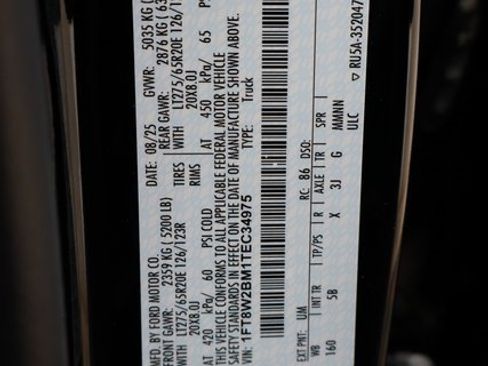 MFD. BY FORD MOTOR CO.
DATE: 08/25 GVWR: 5035 KG
FRONT GAWR: 2359 KG (5200 LB) REAR GAWR: 2876 KG
LT275/65R20E 126/123R TIRES WITH LT275/65R20E 126/
20X8.0J RIMS 20X8.0J
AT 420 kPa/ 60 PSI COLD AT 450 kPa/ 65 PS
THIS VEHICLE CONFORMS TO ALL APPLICABLE FEDERAL MOTOR VEHICLE
SAFETY STANDARDS IN EFFECT ON THE DATE OF MANUFACTURE SHOWN ABOVE.
VIN: 1FT8W2BM1TEC34975 TYPE: Truck
EXT PNT: UM RC: 86 DSO:
WB INT TR TP/PS R AXLE TR SPR
160 5B X 3J G MMNNN
ULC
RU5A-352047